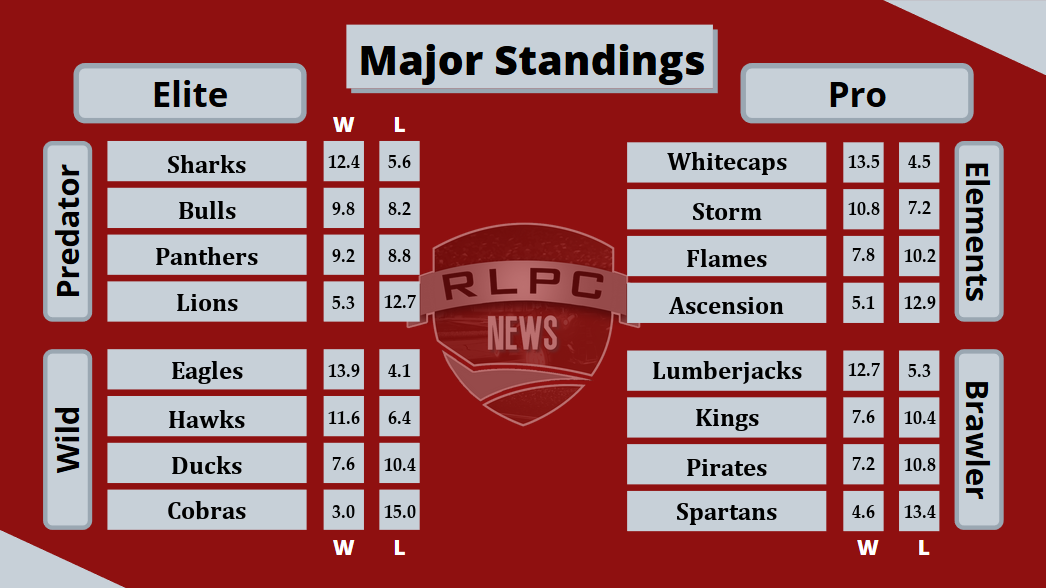 Major Standings
Elite
Pro
W L
Predator
Sharks 12.4 5.6
Bulls 9.8 8.2
Panthers 9.2 8.8
Lions 5.3 12.7
Wild
Eagles 13.9 4.1
Hawks 11.6 6.4
Ducks 7.6 10.4
Cobras 3.0 15.0
W L
RLPC
NEWS
Elements
Whitecaps 13.5 4.5
Storm 10.8 7.2
Flames 7.8 10.2
Ascension 5.1 12.9
Brawler
Lumberjacks 12.7 5.3
Kings 7.6 10.4
Pirates 7.2 10.8
Spartans 4.6 13.4
W L